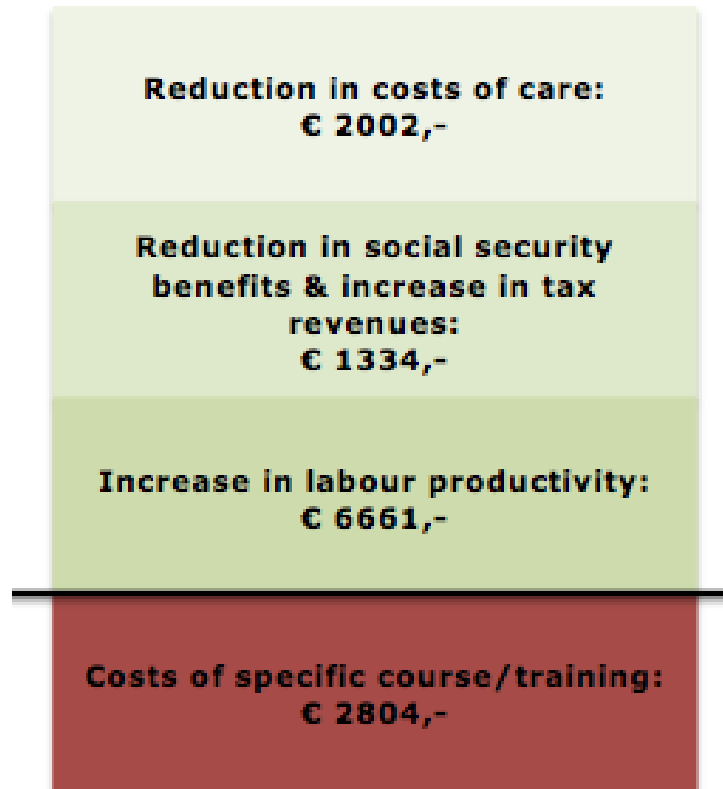 Reduction in costs of care:
€ 2002,-
Reduction in social security
benefits & increase in tax
revenues:
€ 1334,-
Increase in labour productivity:
€ 6661,-
Costs of specific course/training:
€ 2804,-